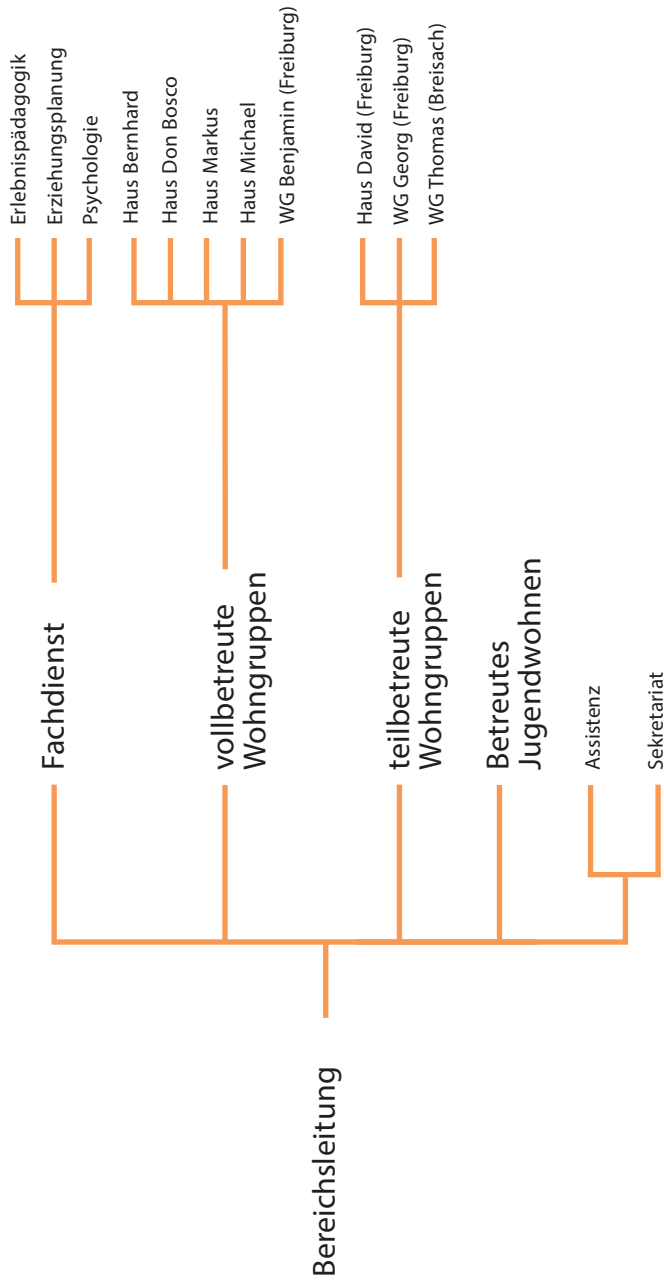 Bereichsleitung
Fachdienst
Erlebnispädagogik
Erziehungsplanung
Psychologie
vollbetreute
Wohngruppen
Haus Bernhard
Haus Don Bosco
Haus Markus
Haus Michael
WG Benjamin (Freiburg)
teilbetreute
Wohngruppen
Haus David (Freiburg)
WG Georg (Freiburg)
WG Thomas (Breisach)
Betreutes
Jugendwohnen
Assistenz
Sekretariat